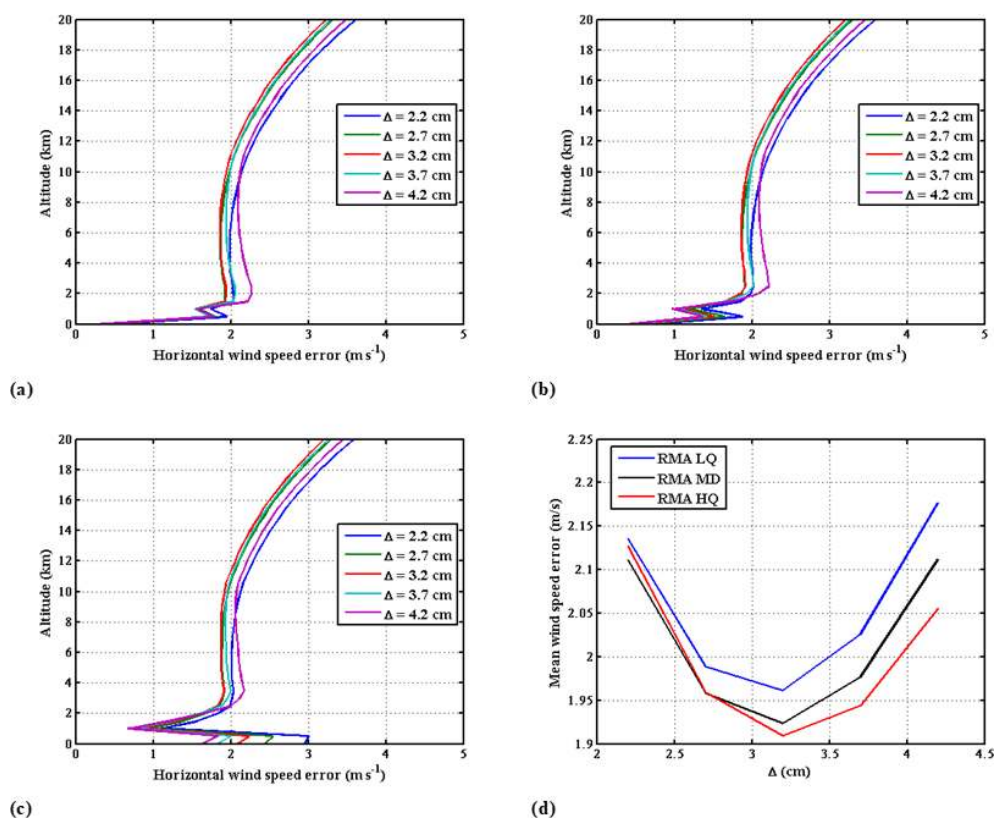 20
18
16
14
12
10
8
6
4
2
0
Altitude (km)
Δ = 2.2 cm
Δ = 2.7 cm
Δ = 3.2 cm
Δ = 3.7 cm
Δ = 4.2 cm
0 1 2 3 4 5
Horizontal wind speed error (m s⁻¹)
(a)
20
18
16
14
12
10
8
6
4
2
0
Altitude (km)
Δ = 2.2 cm
Δ = 2.7 cm
Δ = 3.2 cm
Δ = 3.7 cm
Δ = 4.2 cm
0 1 2 3 4 5
Horizontal wind speed error (m s⁻¹)
(b)
20
18
16
14
12
10
8
6
4
2
0
Altitude (km)
Δ = 2.2 cm
Δ = 2.7 cm
Δ = 3.2 cm
Δ = 3.7 cm
Δ = 4.2 cm
0 1 2 3 4 5
Horizontal wind speed error (m s⁻¹)
(c)
2.25
2.2
2.15
2.1
2.05
2
1.95
1.9
Mean wind speed error (m/s)
RMA LQ
RMA MD
RMA HQ
2 2.5 3 3.5 4 4.5
Δ (cm)
(d)